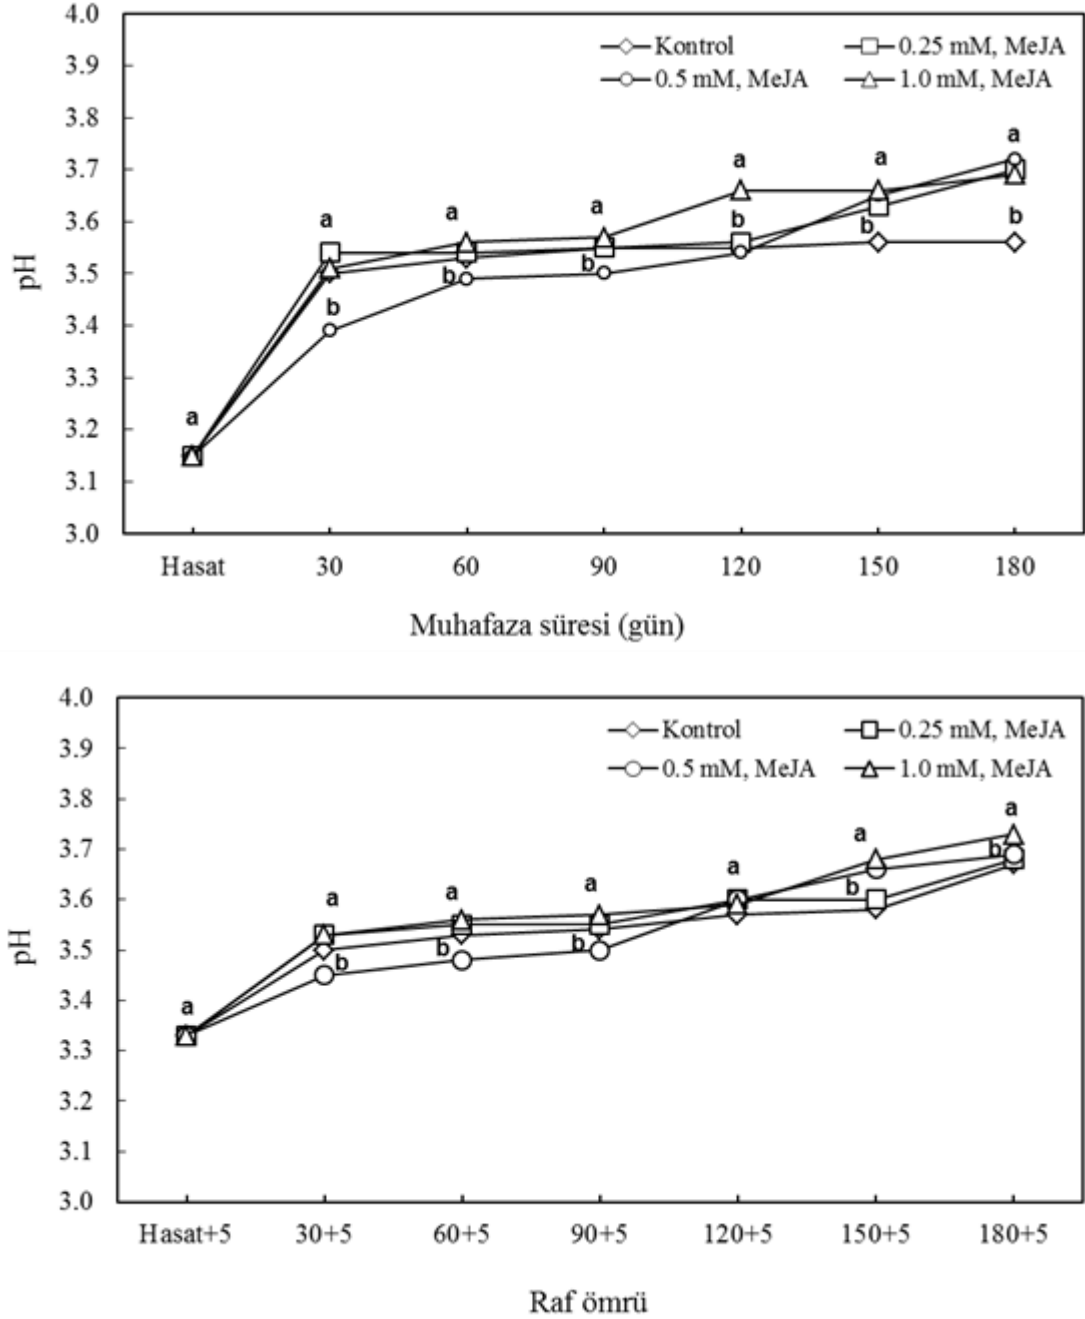 4.0
Kontrol 0.25 mM, MeJA
3.9
0.5 mM, MeJA 1.0 mM, MeJA
3.8
a
a a
3.7
a a a b
b b
3.6
b b
3.5
b
3.4
3.3
a
3.2
3.1
3.0
pH
Hasat 30 60 90 120 150 180
Muhafaza süresi (gün)
4.0
Kontrol 0.25 mM, MeJA
3.9
0.5 mM, MeJA 1.0 mM, MeJA
3.8
a
a
3.7
b
a
a a a b
3.6
b b b
3.5
3.4
a
3.3
3.2
3.1
3.0
pH
Hasat+5 30+5 60+5 90+5 120+5 150+5 180+5
Raf ömrü